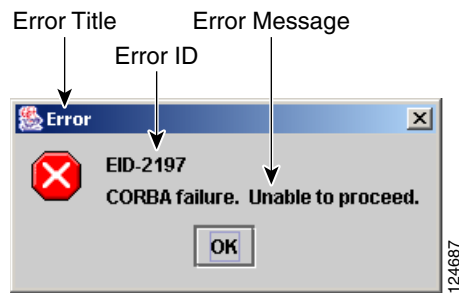 Error Title
Error Message
Error ID
Error
EID-2197
CORBA failure. Unable to proceed.
OK
124687